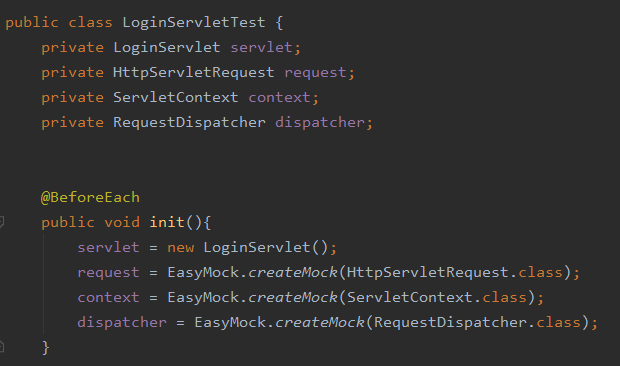 public class LoginServletTest {
    private LoginServlet servlet;
    private HttpServletRequest request;
    private ServletContext context;
    private RequestDispatcher dispatcher;
    @BeforeEach
    public void init(){
        servlet = new LoginServlet();
        request = EasyMock.createMock(HttpServletRequest.class);
        context = EasyMock.createMock(ServletContext.class);
        dispatcher = EasyMock.createMock(RequestDispatcher.class);
    }